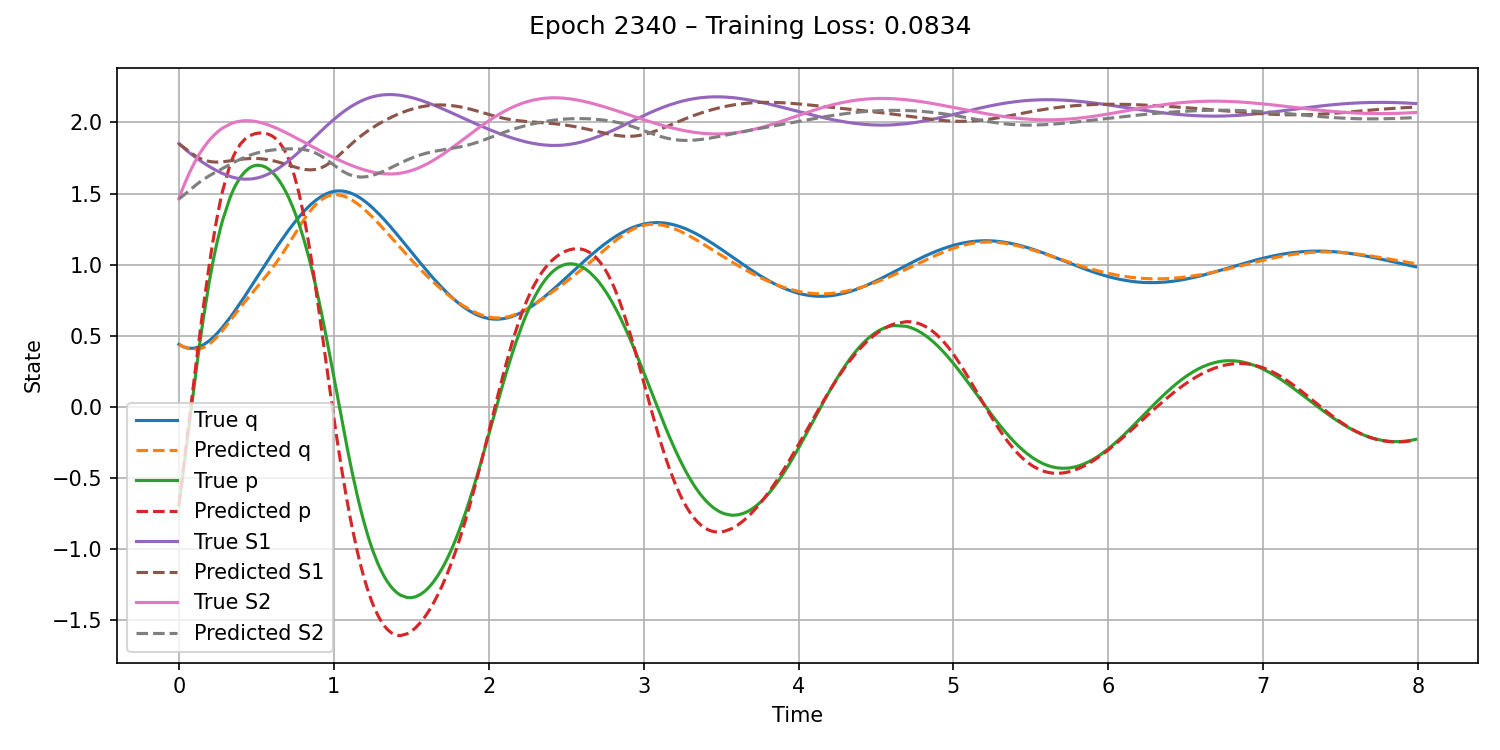 Epoch 2340 – Training Loss: 0.0834
2.0
1.5
1.0
0.5
0.0
−0.5
−1.0
−1.5
State
True q
Predicted q
True p
Predicted p
True S1
Predicted S1
True S2
Predicted S2
0 1 2 3 4 5 6 7 8
Time